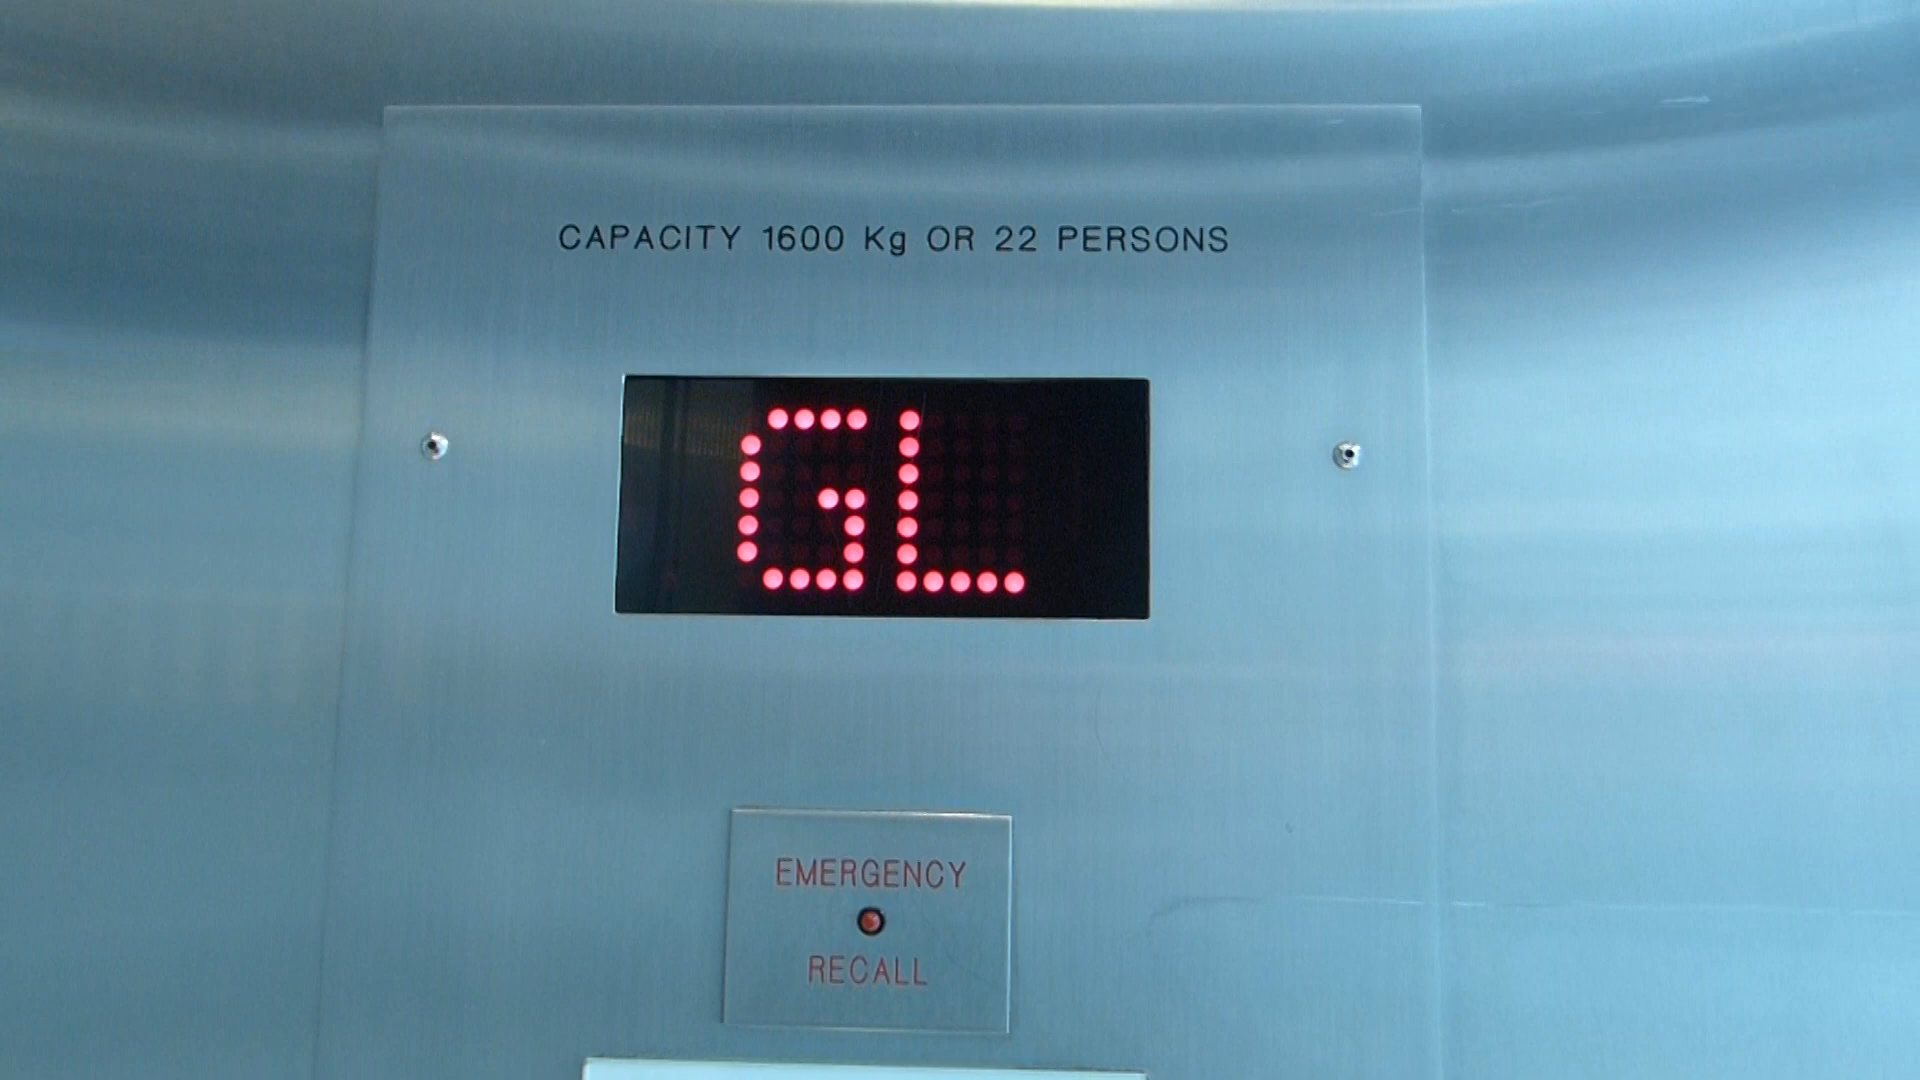 CAPACITY 1600 Kg OR 22 PERSONS
GL
EMERGENCY
RECALL